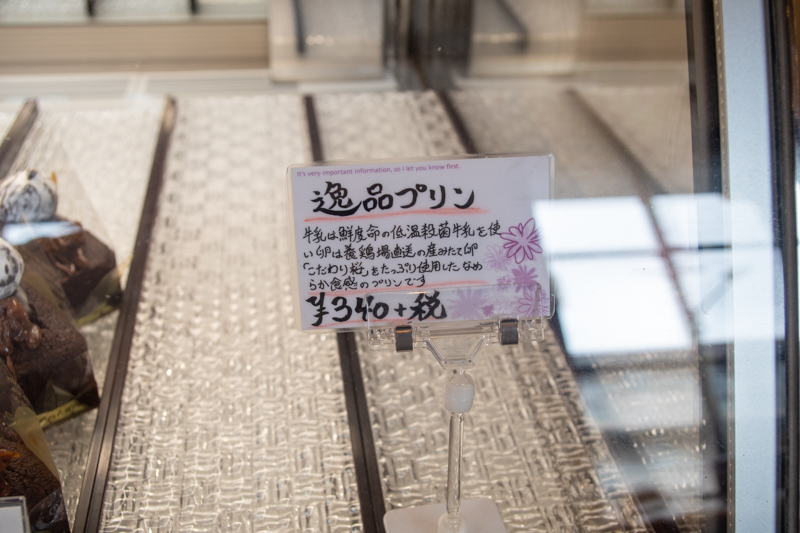 It's very important information, so I let you know first.
逸品プリン
牛乳は鮮度命の低温殺菌牛乳を使
い卵は養鶏場直送の産みたて卵
「こだわり桜」をたっぷり使用したなめ
らか食感のプリンです
¥340+税